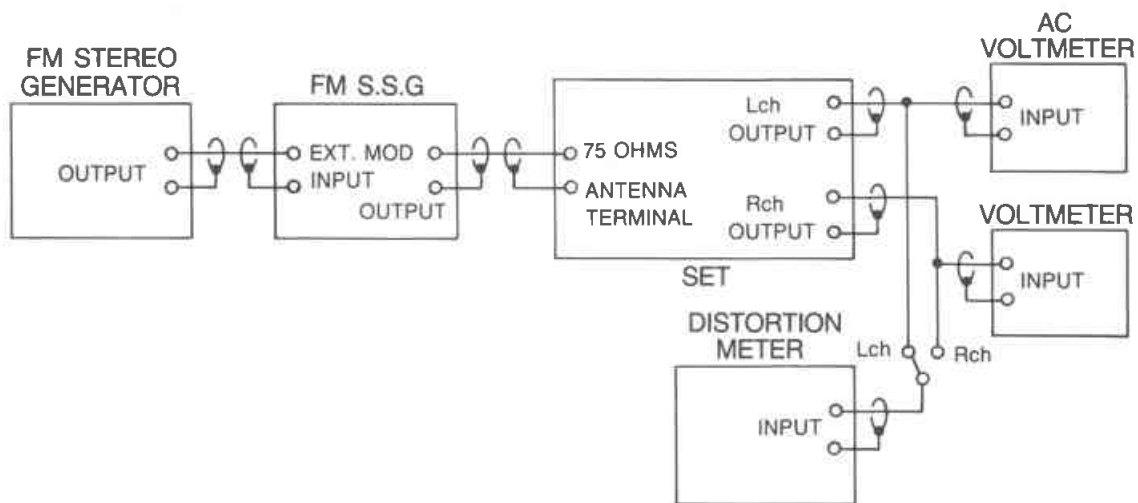 FM STEREO
GENERATOR
OUTPUT
FM S.S.G
EXT. MOD
INPUT
OUTPUT
75 OHMS
ANTENNA
TERMINAL
Lch
OUTPUT
Rch
OUTPUT
SET
AC
VOLTMETER
INPUT
VOLTMETER
INPUT
DISTORTION
METER
Lch
Rch
INPUT